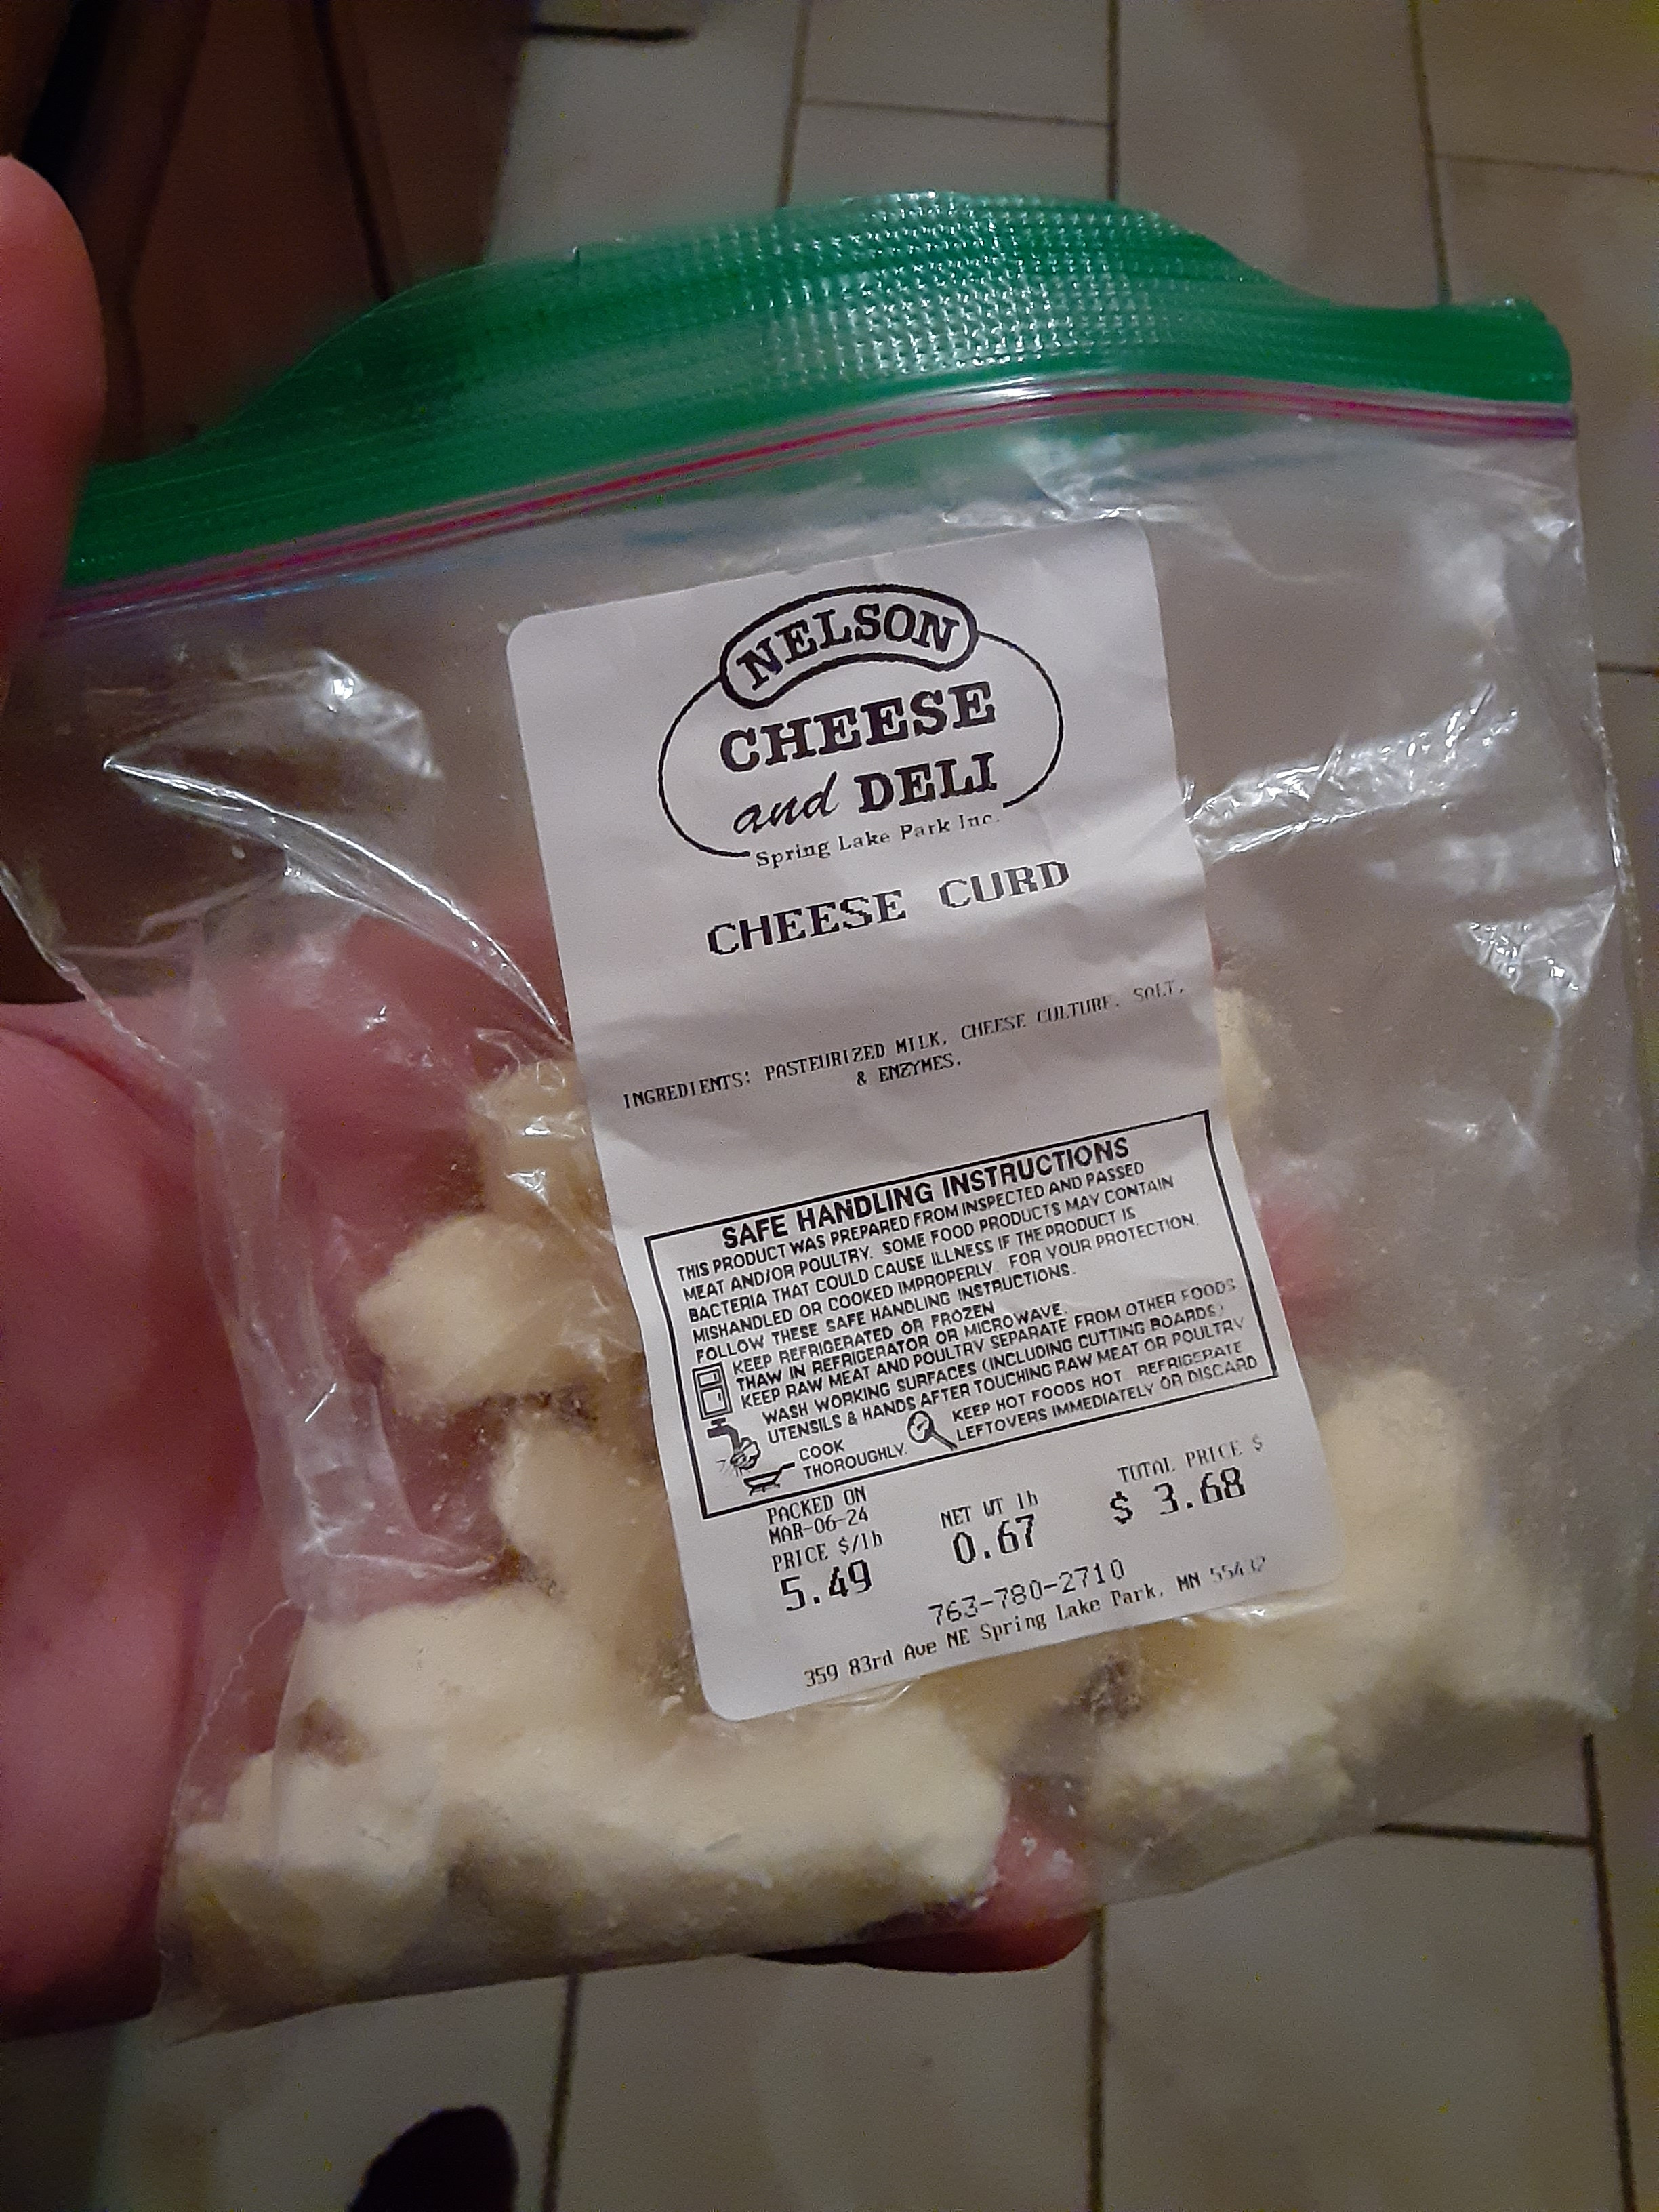 NELSON
CHEESE
and DELI
Spring Lake Park Inc.
CHEESE CURD
INGREDIENTS: PASTEURIZED MILK, CHEESE CULTURE, SALT,
& ENZYMES.
SAFE HANDLING INSTRUCTIONS
THIS PRODUCT WAS PREPARED FROM INSPECTED AND PASSED
MEAT AND/OR POULTRY. SOME FOOD PRODUCTS MAY CONTAIN
BACTERIA THAT COULD CAUSE ILLNESS IF THE PRODUCT IS
MISHANDLED OR COOKED IMPROPERLY. FOR YOUR PROTECTION,
FOLLOW THESE SAFE HANDLING INSTRUCTIONS.
KEEP REFRIGERATED OR FROZEN
THAW IN REFRIGERATOR OR MICROWAVE.
KEEP RAW MEAT AND POULTRY SEPARATE FROM OTHER FOODS
WASH WORKING SURFACES (INCLUDING CUTTING BOARDS)
UTENSILS & HANDS AFTER TOUCHING RAW MEAT OR POULTRY
COOK
THOROUGHLY.
KEEP HOT FOODS HOT REFRIGERATE
LEFTOVERS IMMEDIATELY OR DISCARD
PACKED ON
MAR-06-24
PRICE $/lb
5.49
NET WT lb
0.67
TOTAL PRICE $
$ 3.68
763-780-2710
359 83rd Ave NE Spring Lake Park, MN 55432